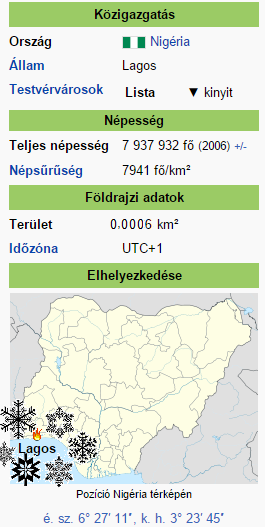 Közigazgatás
Ország Nigéria
Állam Lagos
Testvérvárosok Lista ▼ kinyit
Népesség
Teljes népesség 7 937 932 fő (2006) +/-
Népsűrűség 7941 fő/km²
Földrajzi adatok
Terület 0.0006 km²
Időzóna UTC+1
Elhelyezkedése
Lagos
Pozíció Nigéria térképén
é. sz. 6° 27′ 11″, k. h. 3° 23′ 45″